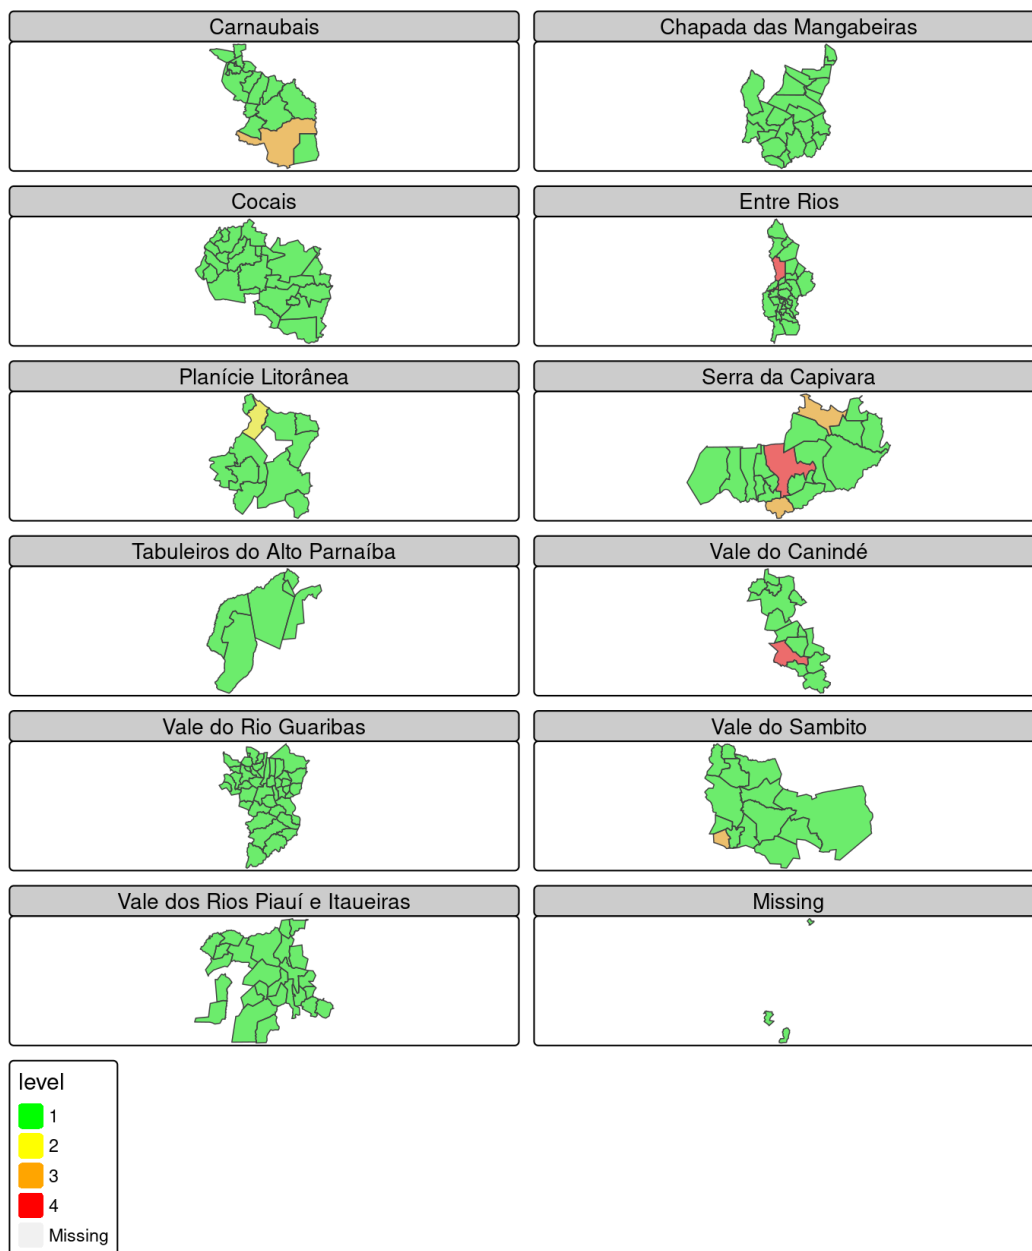 Carnaubais
Chapada das Mangabeiras
Cocais
Entre Rios
Planície Litorânea
Serra da Capivara
Tabuleiros do Alto Parnaíba
Vale do Canindé
Vale do Rio Guaribas
Vale do Sambito
Vale dos Rios Piauí e Itaueiras
Missing
level
1
2
3
4
Missing